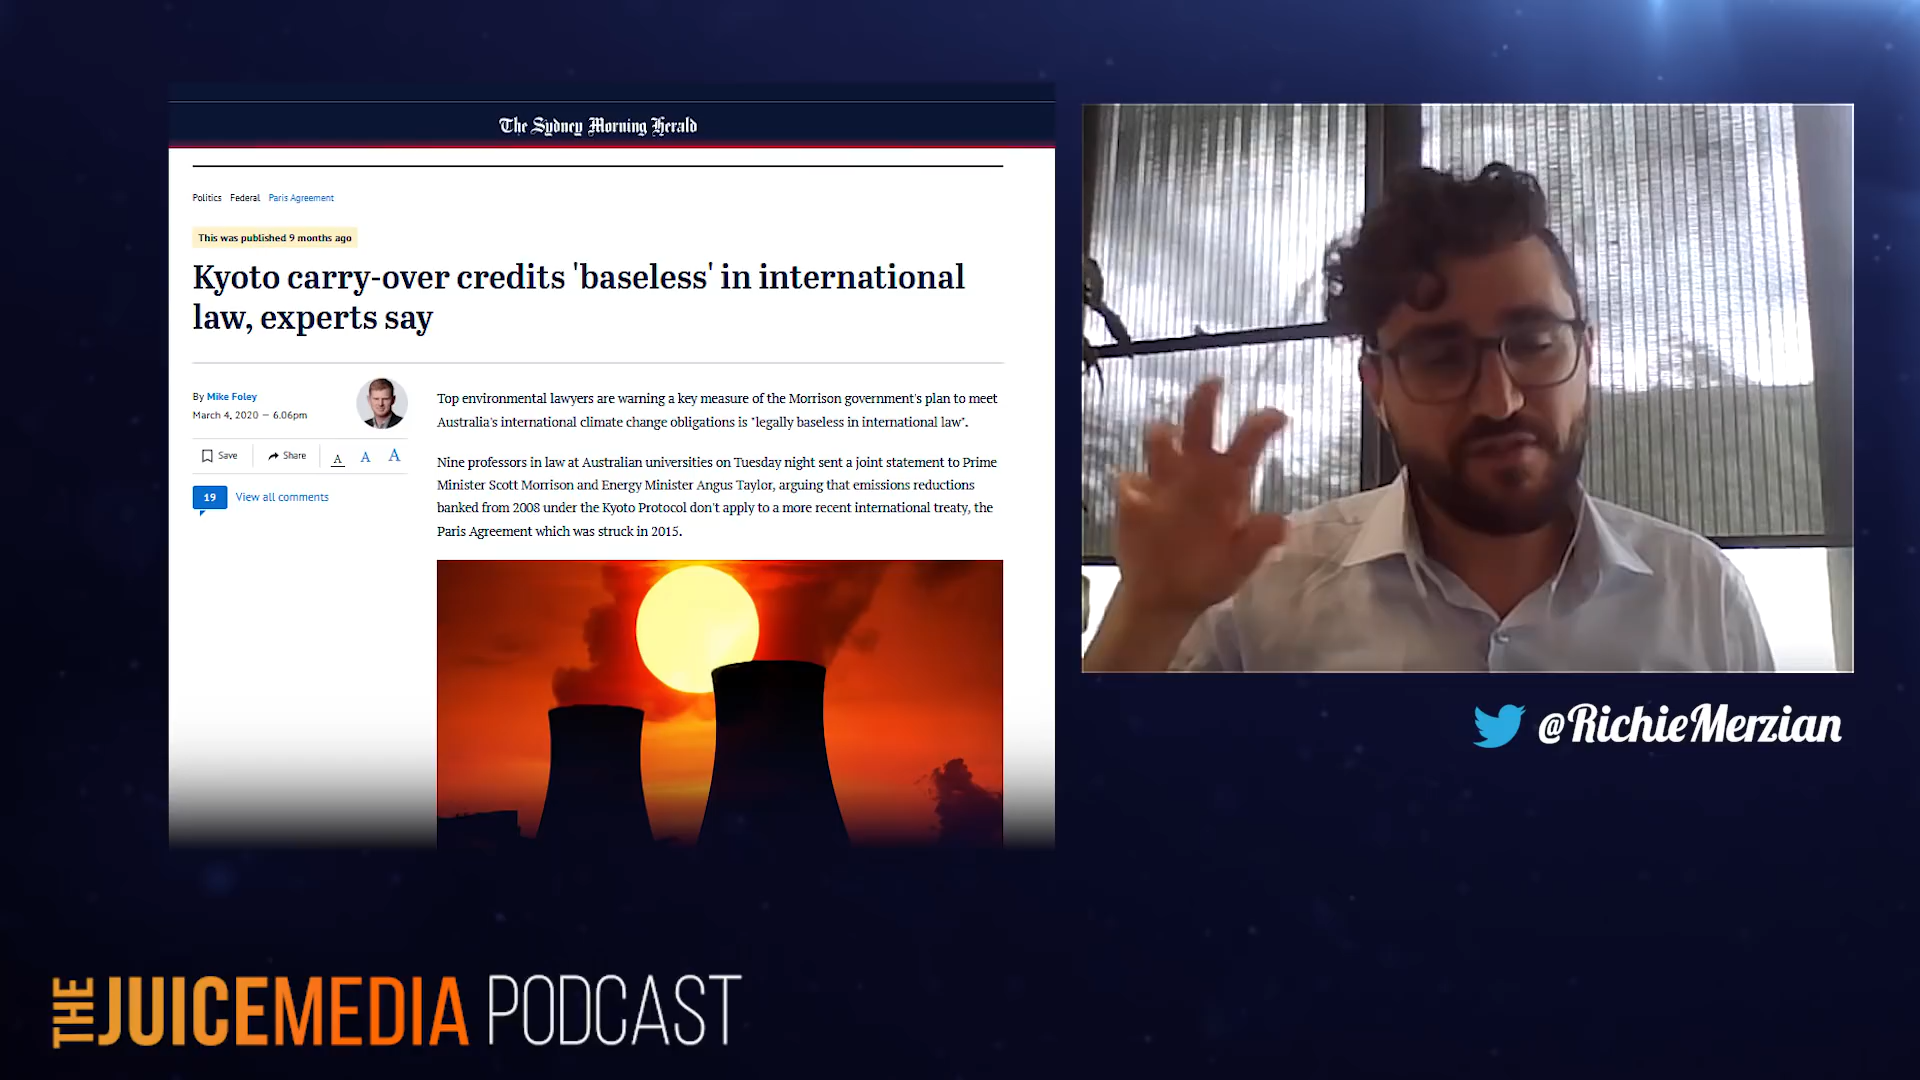 The Sydney Morning Herald
Politics Federal Paris Agreement
This was published 9 months ago
Kyoto carry-over credits 'baseless' in international
law, experts say
By Mike Foley
March 4, 2020 — 6.06pm
Save Share A A A
19 View all comments
Top environmental lawyers are warning a key measure of the Morrison government's plan to meet
Australia's international climate change obligations is "legally baseless in international law".
Nine professors in law at Australian universities on Tuesday night sent a joint statement to Prime
Minister Scott Morrison and Energy Minister Angus Taylor, arguing that emissions reductions
banked from 2008 under the Kyoto Protocol don't apply to a more recent international treaty, the
Paris Agreement which was struck in 2015.
@RichieMerzian
THE JUICEMEDIA PODCAST